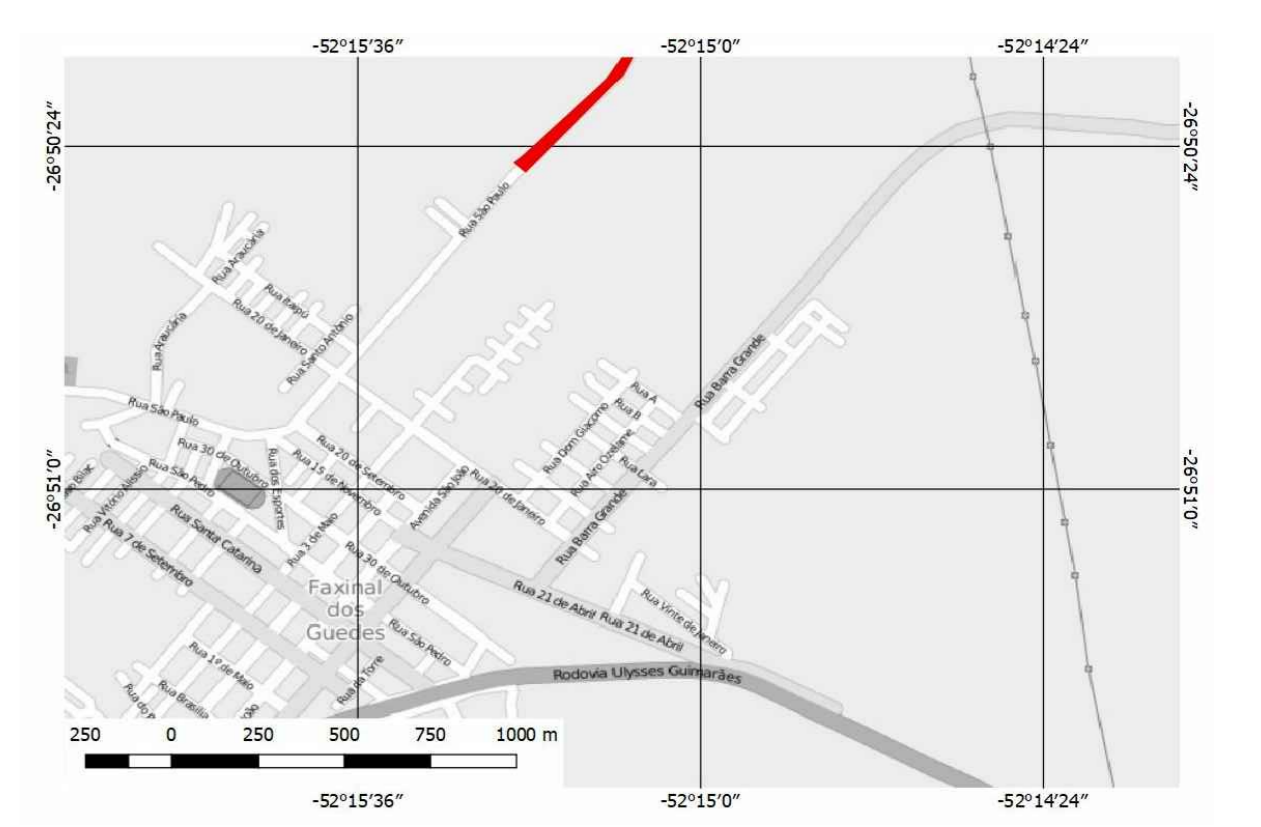 -52°15′36″ -52°15′0″ -52°14′24″
-26°50′24″
-26°50′24″
Rua São Paulo
Rua Araucária
Rua Itaipú
Rua 20 de Janeiro
Rua Santo Antônio
Rua Araucária
Rua Barra Grande
Rua A
Rua B
Rua São Paulo
Rua Dom Giacomo
Rua 30 de Outubro
Rua 20 de Setembro
Rua 15 de Novembro
Rua dos Esportes
Rua São Pedro
Rua Vitório Alessio
Avenida São João
Rua 20 de Janeiro
Rua Lara
-26°51′0″
-26°51′0″
Rua Santa Catarina
Rua 3 de Maio
Rua Barra Grande
Rua 7 de Setembro
Rua 30 de Outubro
Faxinal
dos
Guedes
Rua 21 de Abril
Rua 21 de Abril
Rua Vinte de Janeiro
Rua São Pedro
Rua 1º de Maio
Rua da Torre
Rodovia Ulysses Guimarães
Rua Brasília
250 0 250 500 750 1000 m
-52°15′36″ -52°15′0″ -52°14′24″